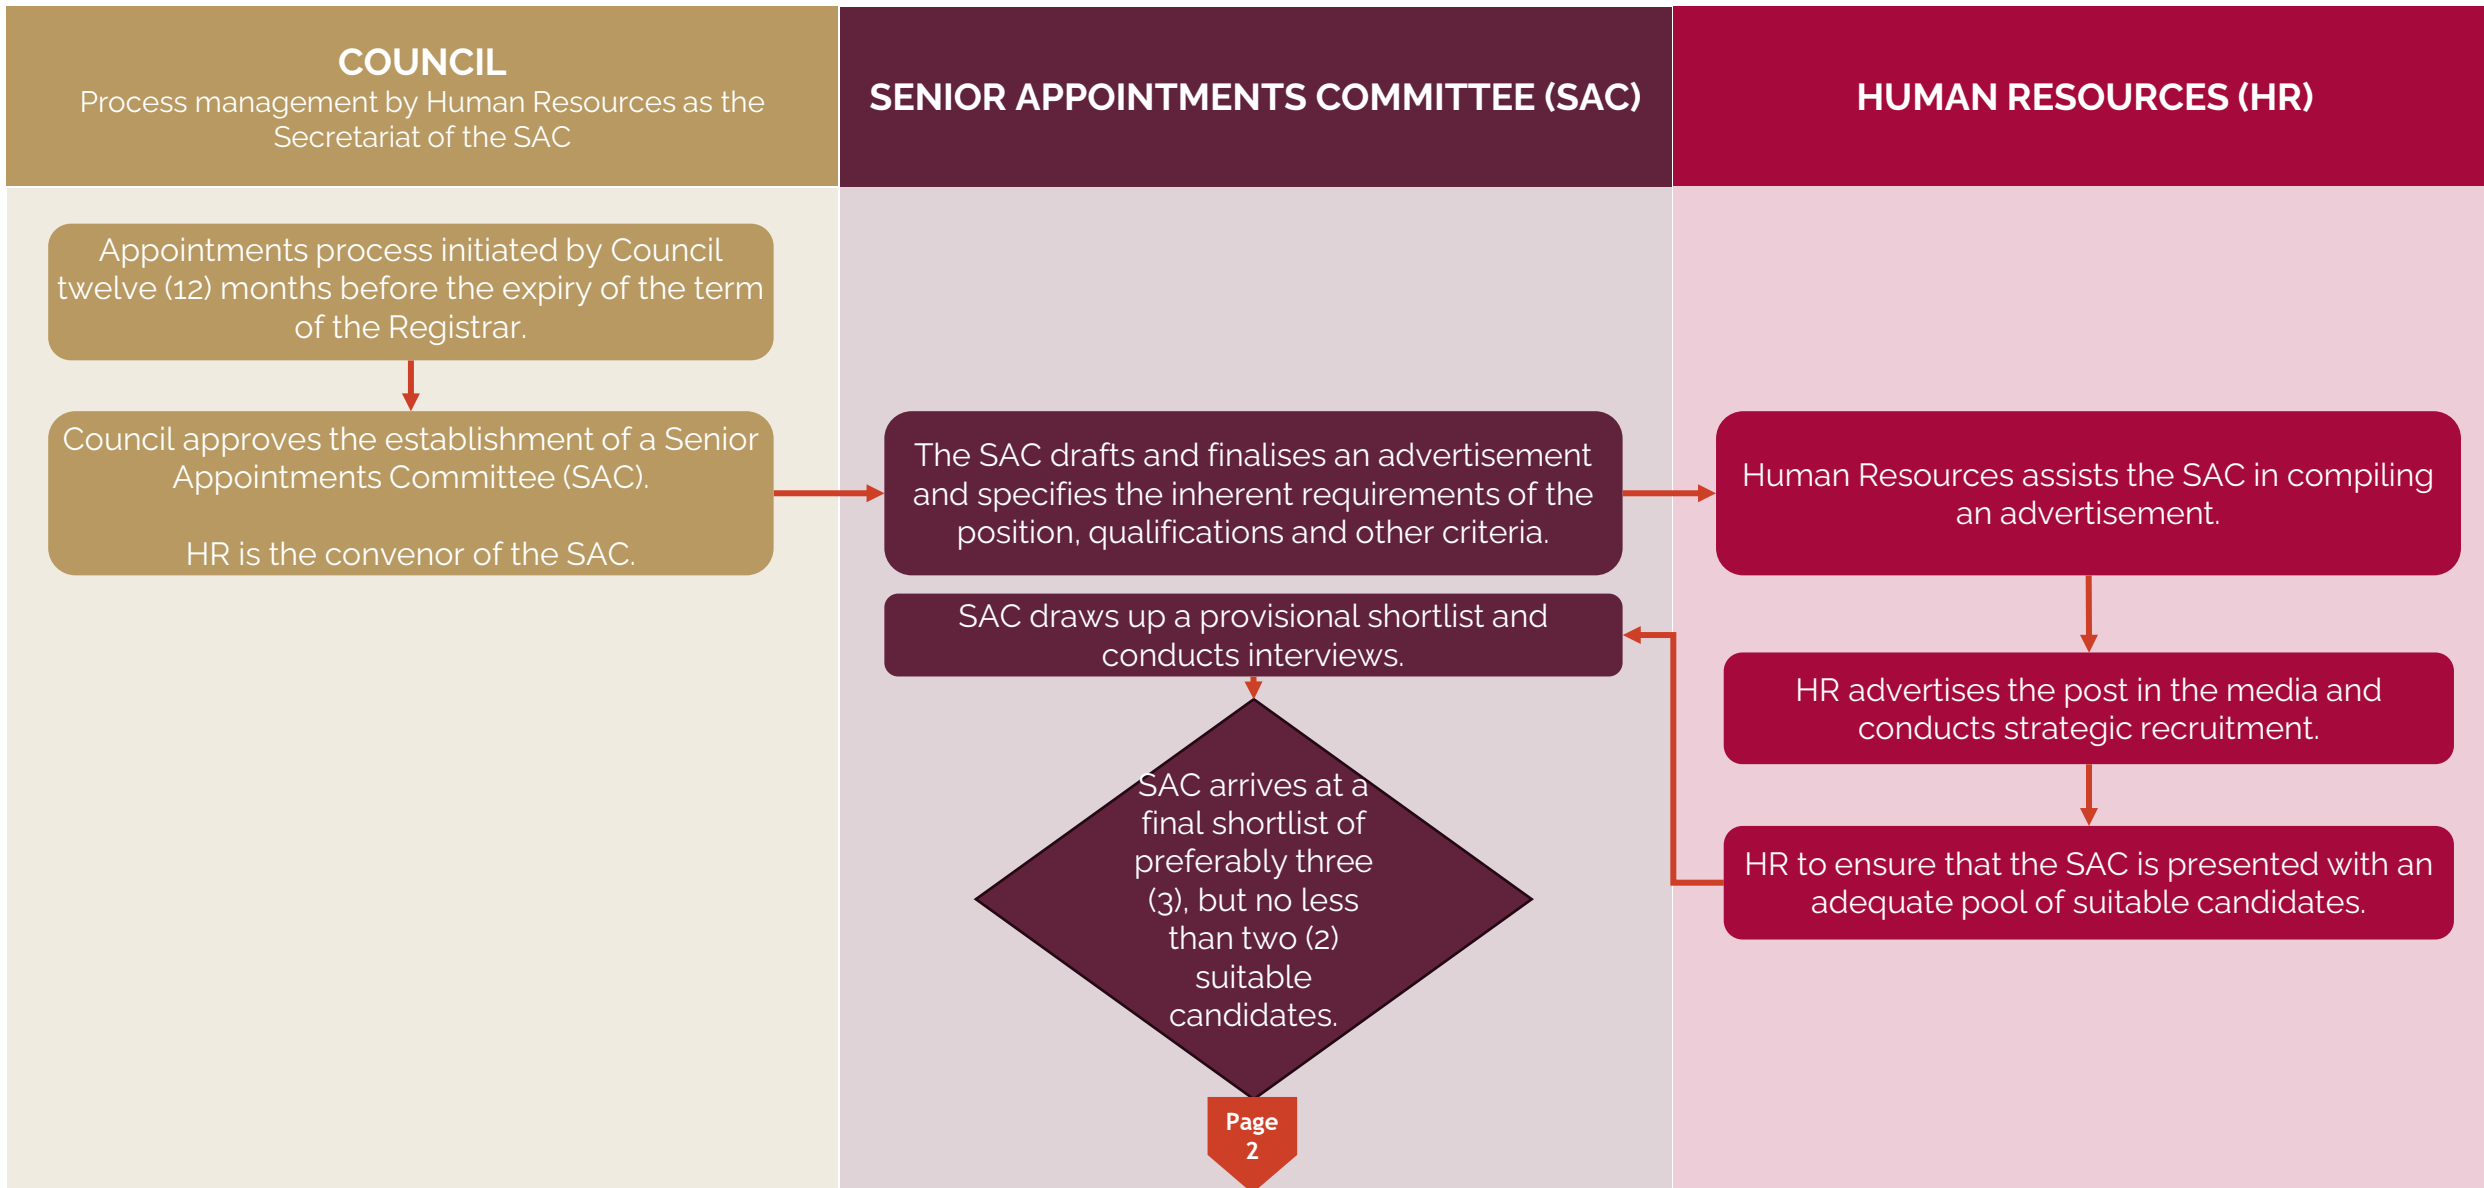 COUNCIL
Process management by Human Resources as the
Secretariat of the SAC
SENIOR APPOINTMENTS COMMITTEE (SAC)
HUMAN RESOURCES (HR)
Appointments process initiated by Council
twelve (12) months before the expiry of the term
of the Registrar.
Council approves the establishment of a Senior
Appointments Committee (SAC).
HR is the convenor of the SAC.
The SAC drafts and finalises an advertisement
and specifies the inherent requirements of the
position, qualifications and other criteria.
Human Resources assists the SAC in compiling
an advertisement.
HR advertises the post in the media and
conducts strategic recruitment.
HR to ensure that the SAC is presented with an
adequate pool of suitable candidates.
SAC draws up a provisional shortlist and
conducts interviews.
SAC arrives at a
final shortlist of
preferably three
(3), but no less
than two (2)
suitable
candidates.
Page
2